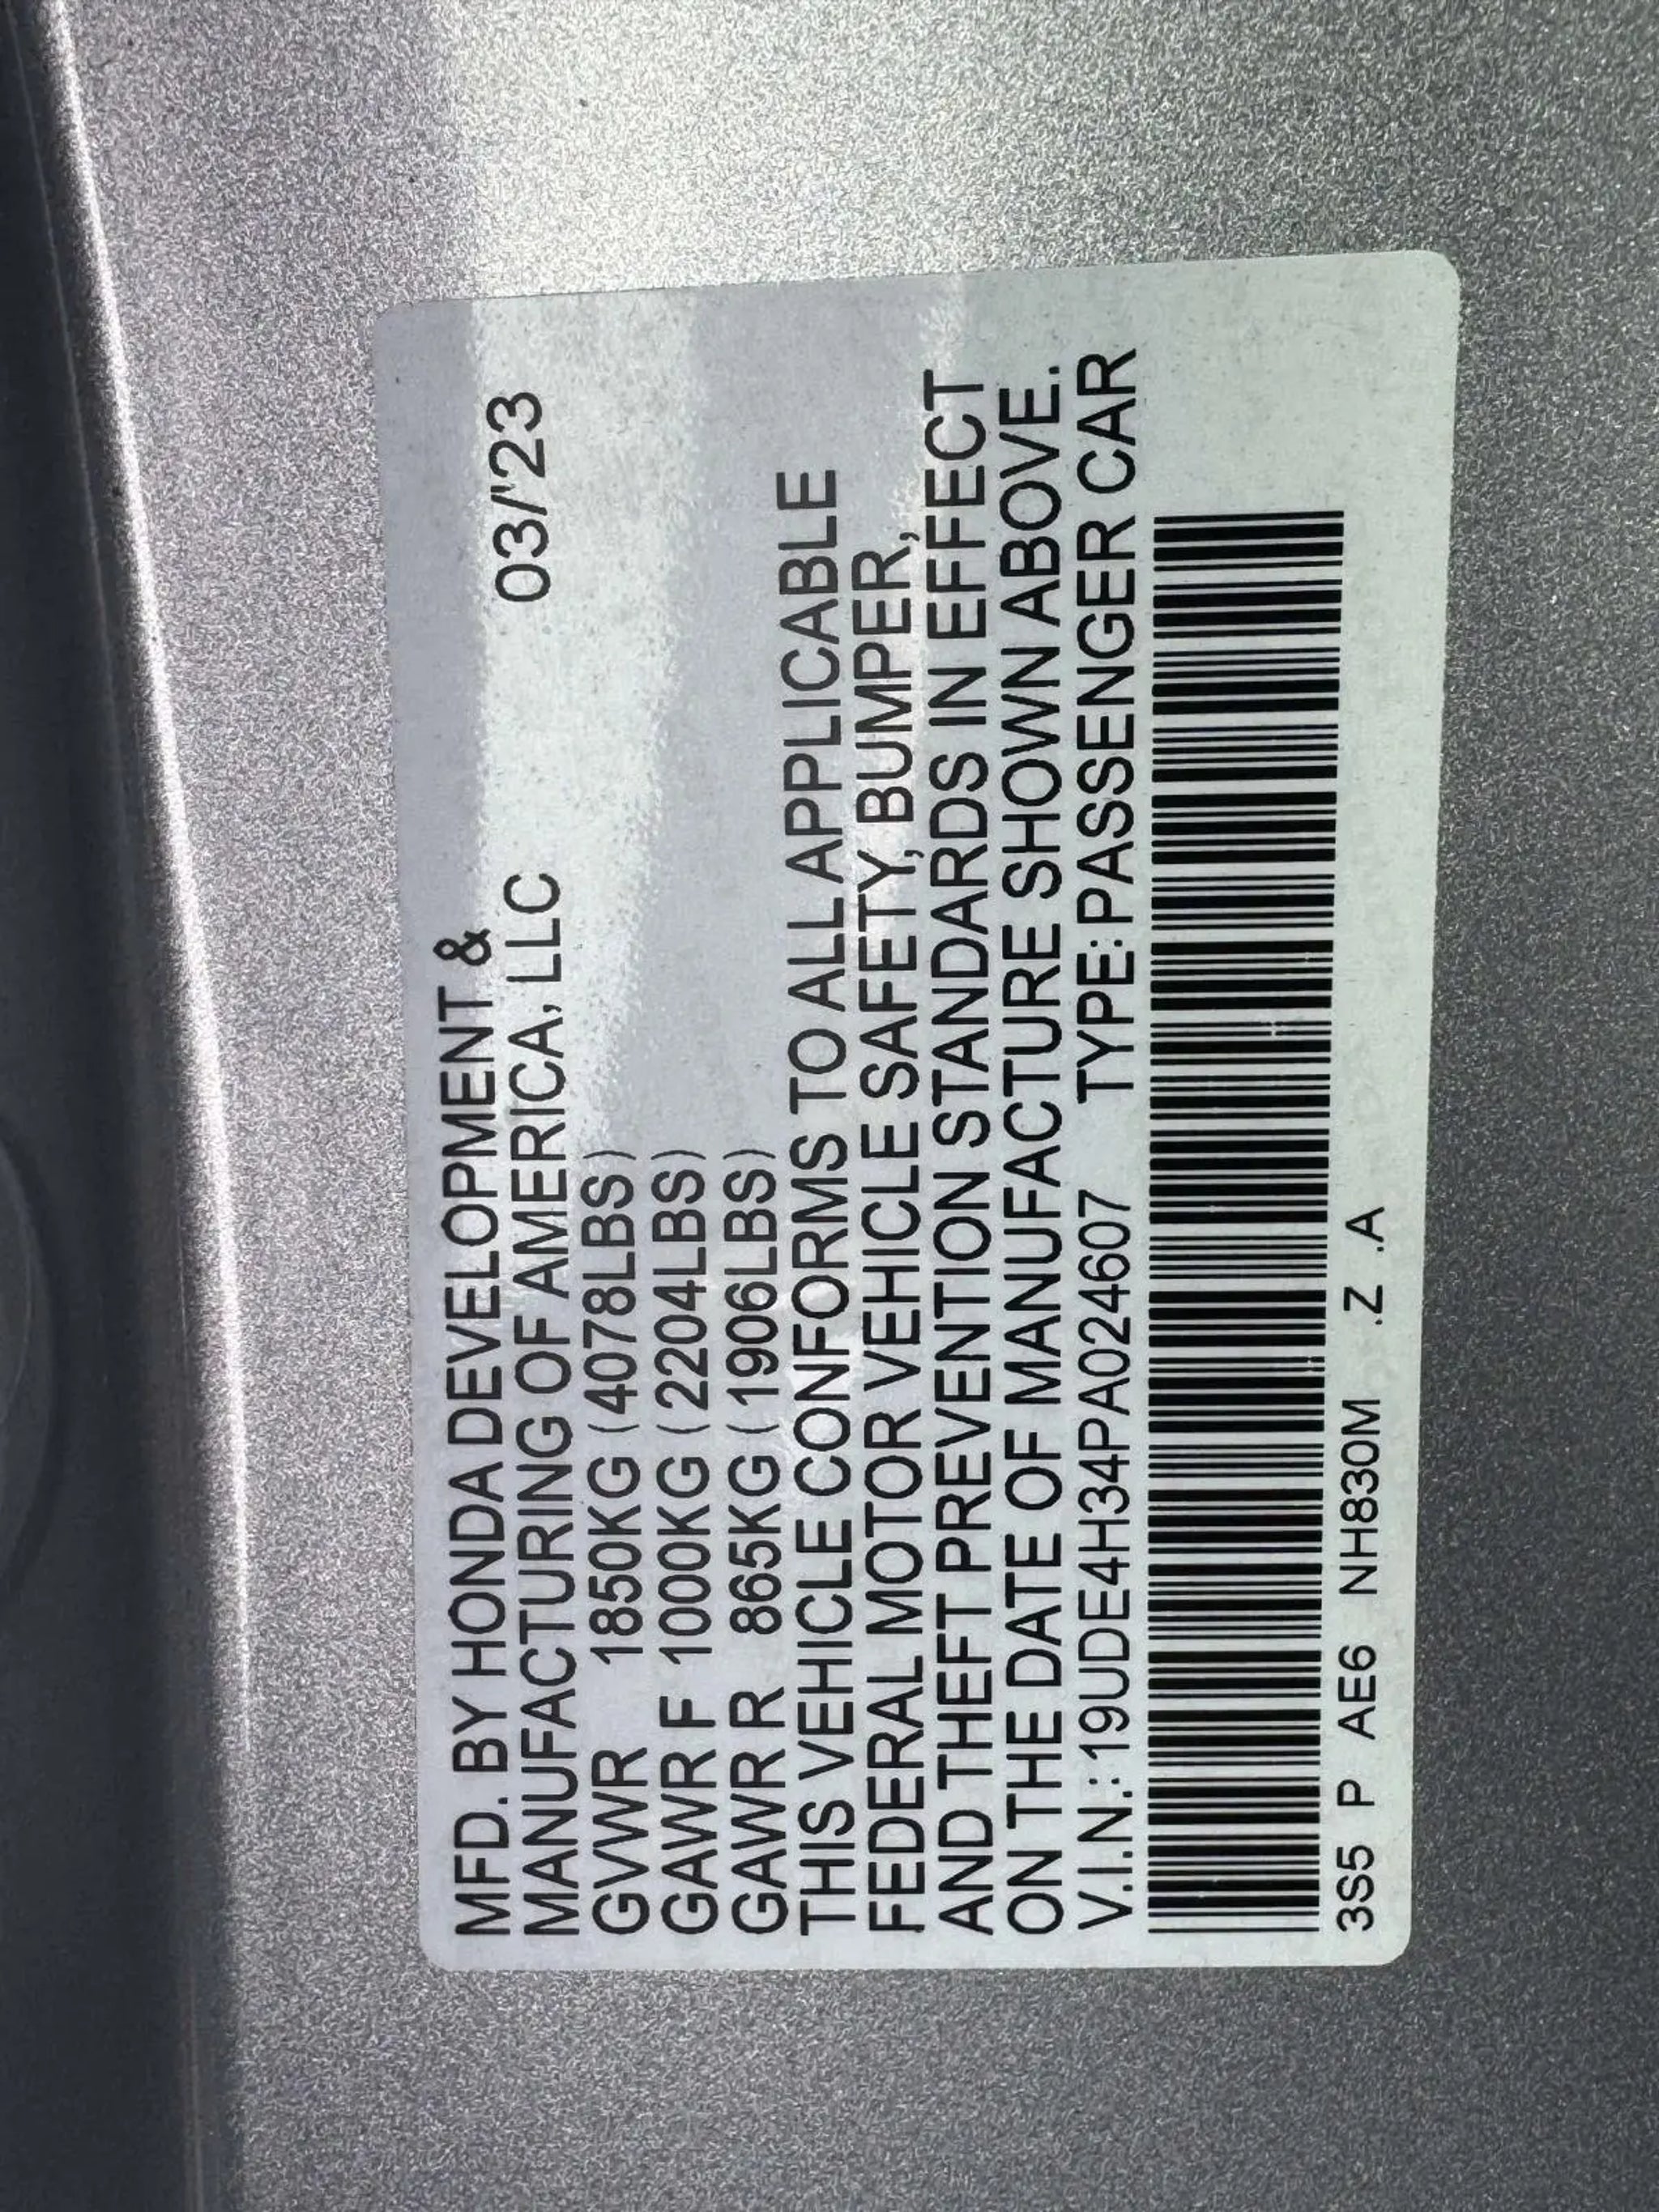 MFD. BY HONDA DEVELOPMENT &
MANUFACTURING OF AMERICA, LLC 03/'23
GVWR 1850KG (4078LBS)
GAWR F 1000KG (2204LBS)
GAWR R 865KG (1906LBS)
THIS VEHICLE CONFORMS TO ALL APPLICABLE
FEDERAL MOTOR VEHICLE SAFETY, BUMPER,
AND THEFT PREVENTION STANDARDS IN EFFECT
ON THE DATE OF MANUFACTURE SHOWN ABOVE.
V.I.N.: 19UDE4H34PA024607 TYPE: PASSENGER CAR
3S5 P AE6 NH830M .Z .A